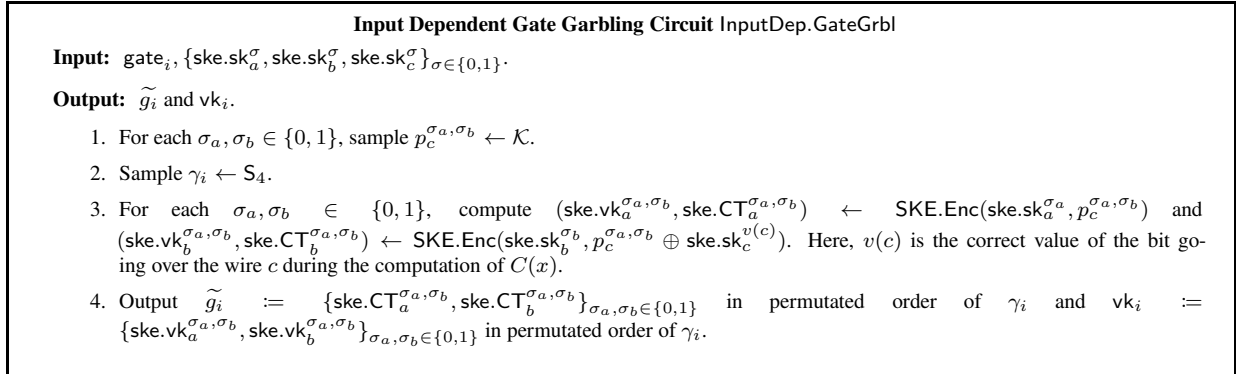 Input Dependent Gate Garbling Circuit InputDep.GateGrbl
Input: gate_i, {ske.sk_a^σ, ske.sk_b^σ, ske.sk_c^σ}_{σ∈{0,1}}.
Output: \widetilde{g_i} and vk_i.
1. For each σ_a, σ_b ∈ {0, 1}, sample p_c^{σ_a,σ_b} ← 𝒦.
2. Sample γ_i ← S_4.
3. For each σ_a, σ_b ∈ {0, 1}, compute (ske.vk_a^{σ_a,σ_b}, ske.CT_a^{σ_a,σ_b}) ← SKE.Enc(ske.sk_a^{σ_a}, p_c^{σ_a,σ_b}) and
(ske.vk_b^{σ_a,σ_b}, ske.CT_b^{σ_a,σ_b}) ← SKE.Enc(ske.sk_b^{σ_b}, p_c^{σ_a,σ_b} ⊕ ske.sk_c^{v(c)}). Here, v(c) is the correct value of the bit go-
ing over the wire c during the computation of C(x).
4. Output \widetilde{g_i} := {ske.CT_a^{σ_a,σ_b}, ske.CT_b^{σ_a,σ_b}}_{σ_a,σ_b∈{0,1}} in permutated order of γ_i and vk_i :=
{ske.vk_a^{σ_a,σ_b}, ske.vk_b^{σ_a,σ_b}}_{σ_a,σ_b∈{0,1}} in permutated order of γ_i.